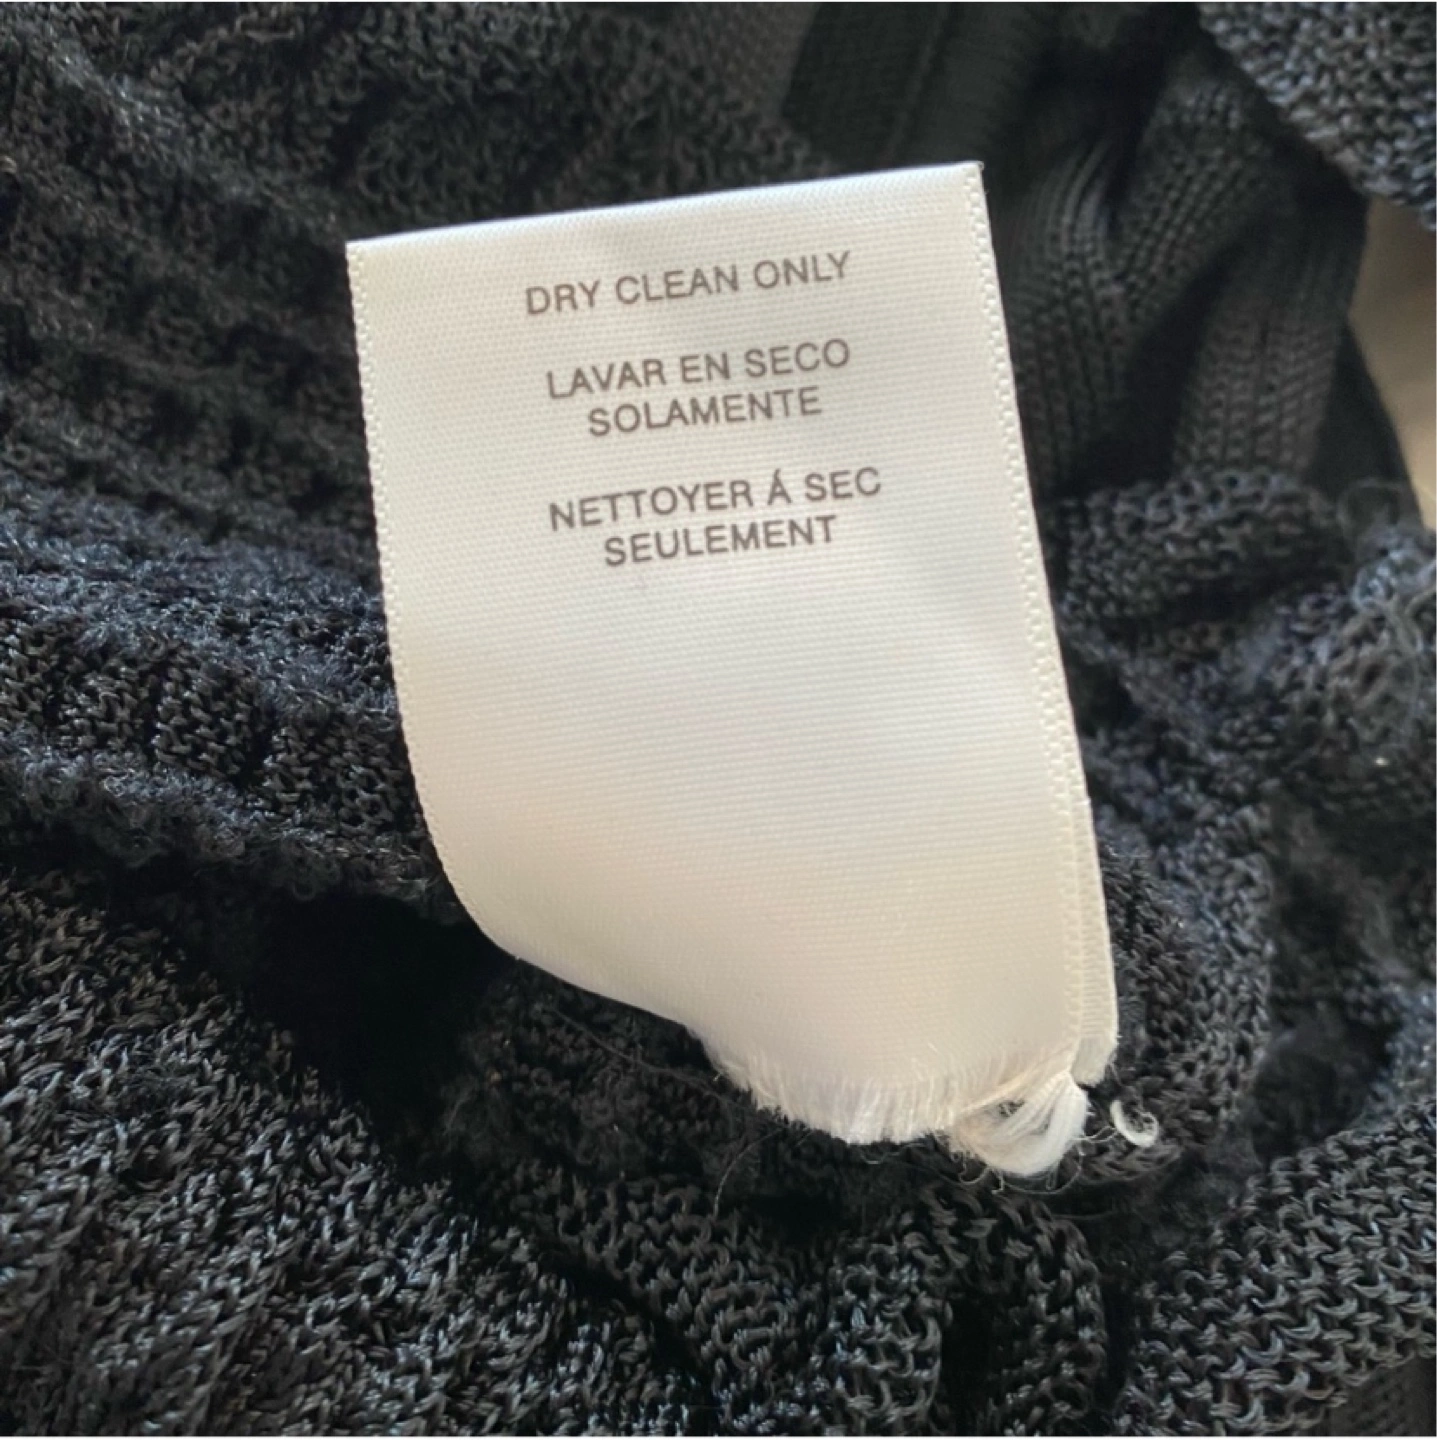 DRY CLEAN ONLY
LAVAR EN SECO
SOLAMENTE
NETTOYER Á SEC
SEULEMENT